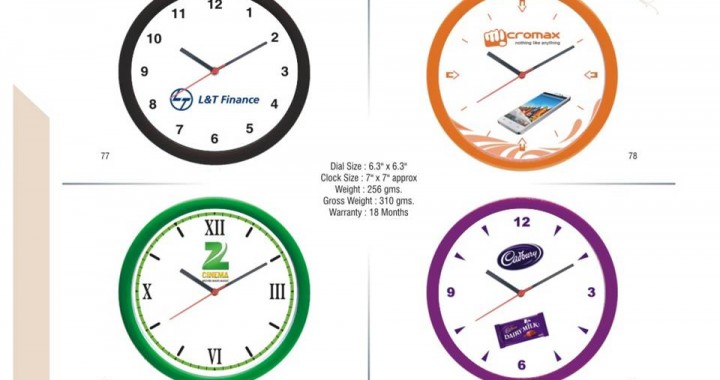 12
1
2
3
4
5
6
7
8
9
10
11
L&T Finance
77
m!cromax
nothing like anything
78
Dial Size : 6.3" x 6.3"
Clock Size : 7" x 7" approx
Weight : 256 gms.
Gross Weight : 310 gms.
Warranty : 18 Months
XII
III
VI
X
Z
CINEMA
12
3
6
9
Cadbury
Cadbury
DAIRY MILK